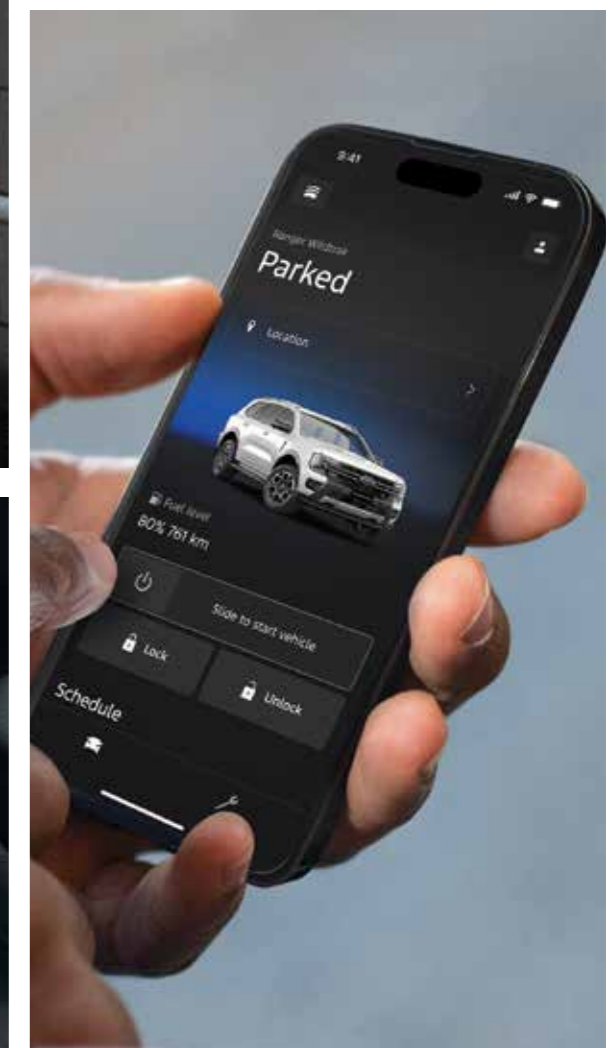 9:41
Ranger Wildtrak
Parked
Location
Fuel level
80% 761 km
Slide to start vehicle
Lock
Unlock
Schedule